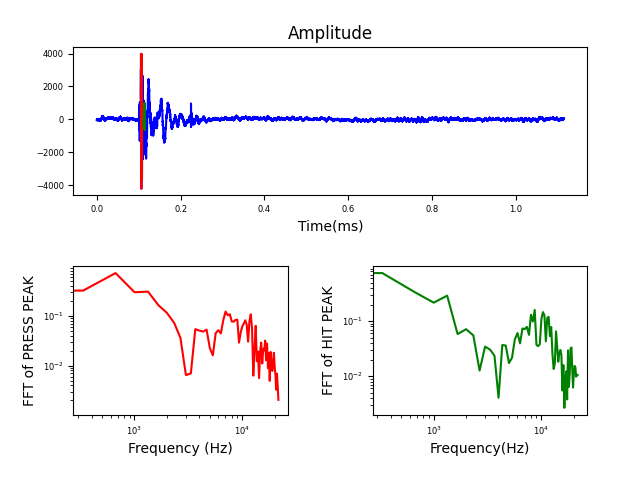 Amplitude
4000
2000
0
−2000
−4000
0.0 0.2 0.4 0.6 0.8 1.0
Time(ms)
FFT of PRESS PEAK
10⁻¹
10⁻²
10³ 10⁴
Frequency (Hz)
FFT of HIT PEAK
10⁻¹
10⁻²
10³ 10⁴
Frequency(Hz)